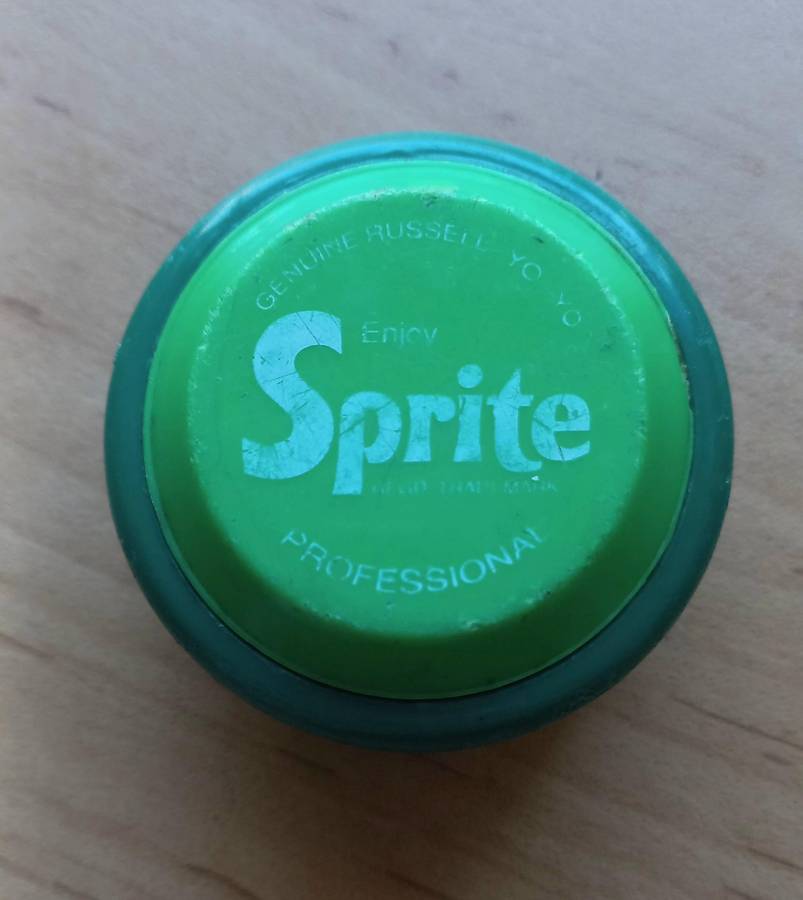 GENUINE RUSSELL YO YO
Enjoy
Sprite
REGD. TRADE MARK
PROFESSIONAL